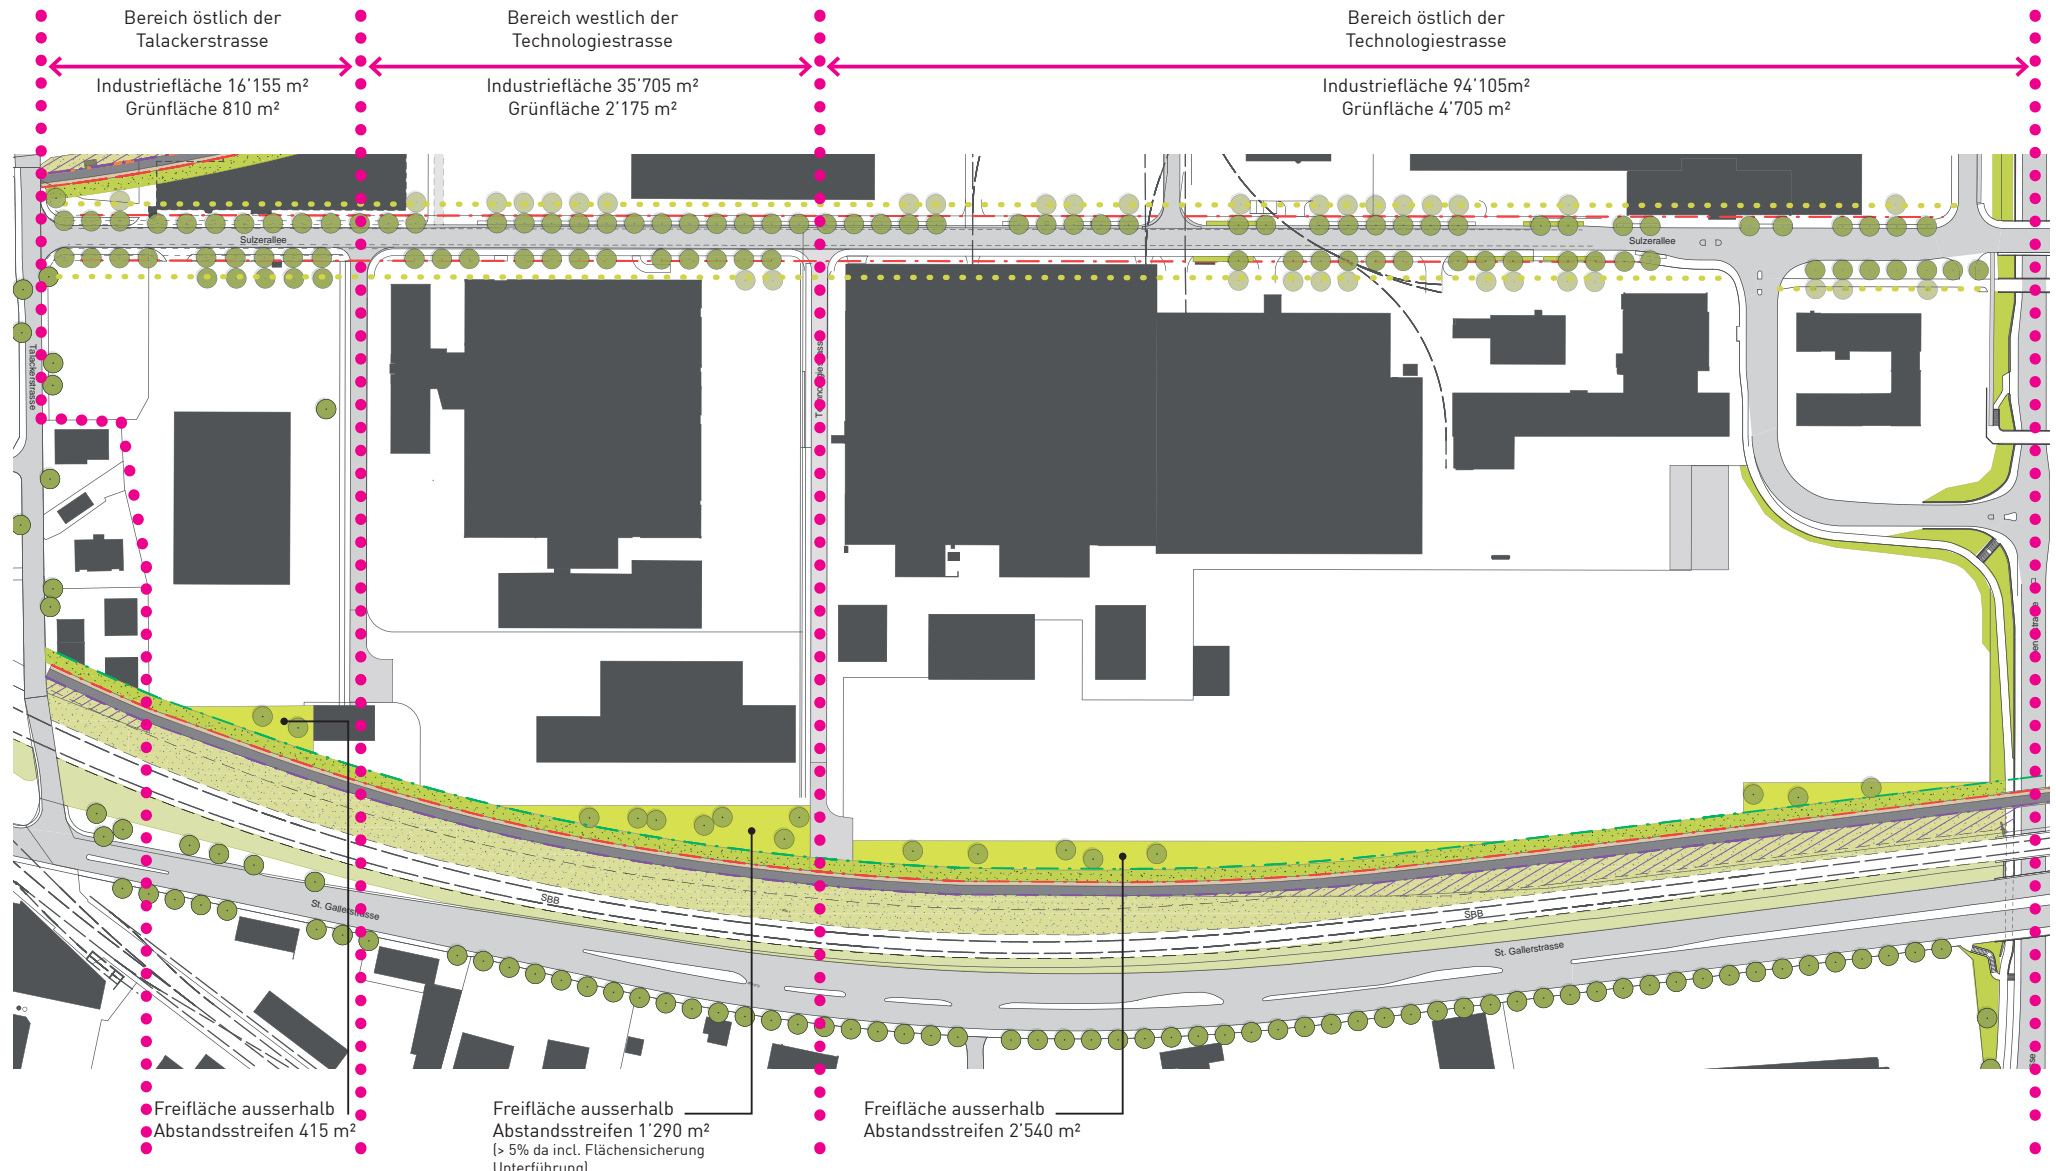 Bereich östlich der
Talackerstrasse
Industriefläche 16’155 m²
Grünfläche 810 m²
Bereich westlich der
Technologiestrasse
Industriefläche 35’705 m²
Grünfläche 2’175 m²
Bereich östlich der
Technologiestrasse
Industriefläche 94’105m²
Grünfläche 4’705 m²
Sulzerallee
Sulzerallee
Talackerstrasse
SBB
SBB
St. Gallerstrasse
St. Gallerstrasse
Freifläche ausserhalb
Abstandsstreifen 415 m²
Freifläche ausserhalb
Abstandsstreifen 1’290 m²
(> 5% da incl. Flächensicherung
Unterführung)
Freifläche ausserhalb
Abstandsstreifen 2’540 m²